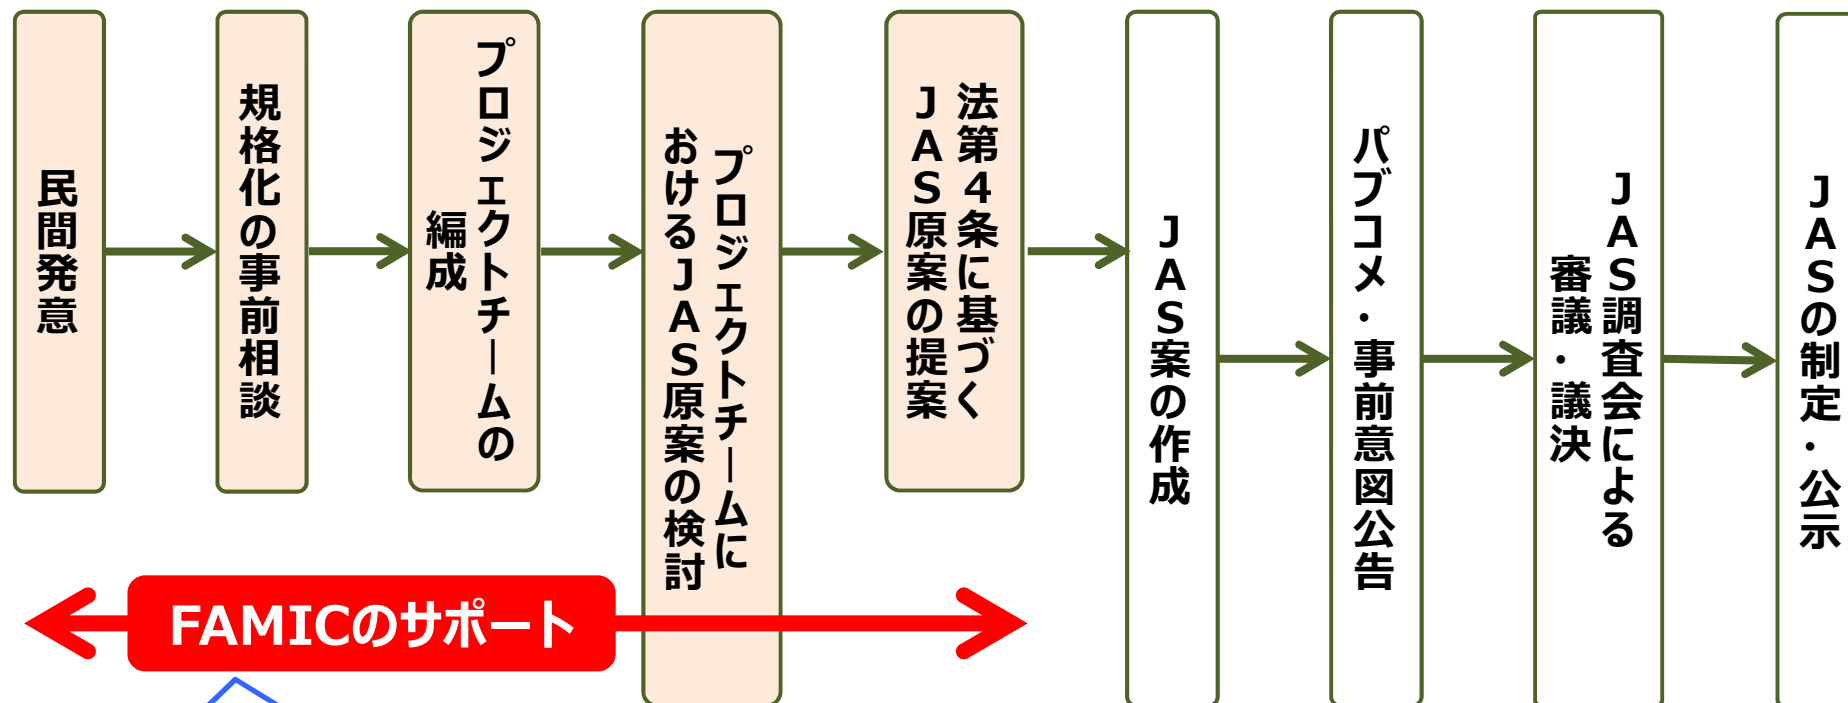 民間発意
規格化の事前相談
プロジェクトチームの
編成
プロジェクトチームに
おけるJAS原案の検討
法第4条に基づく
JAS原案の提案
JAS案の作成
パブコメ・事前意図公告
JAS調査会による
審議・議決
JASの制定・公示
FAMICのサポート